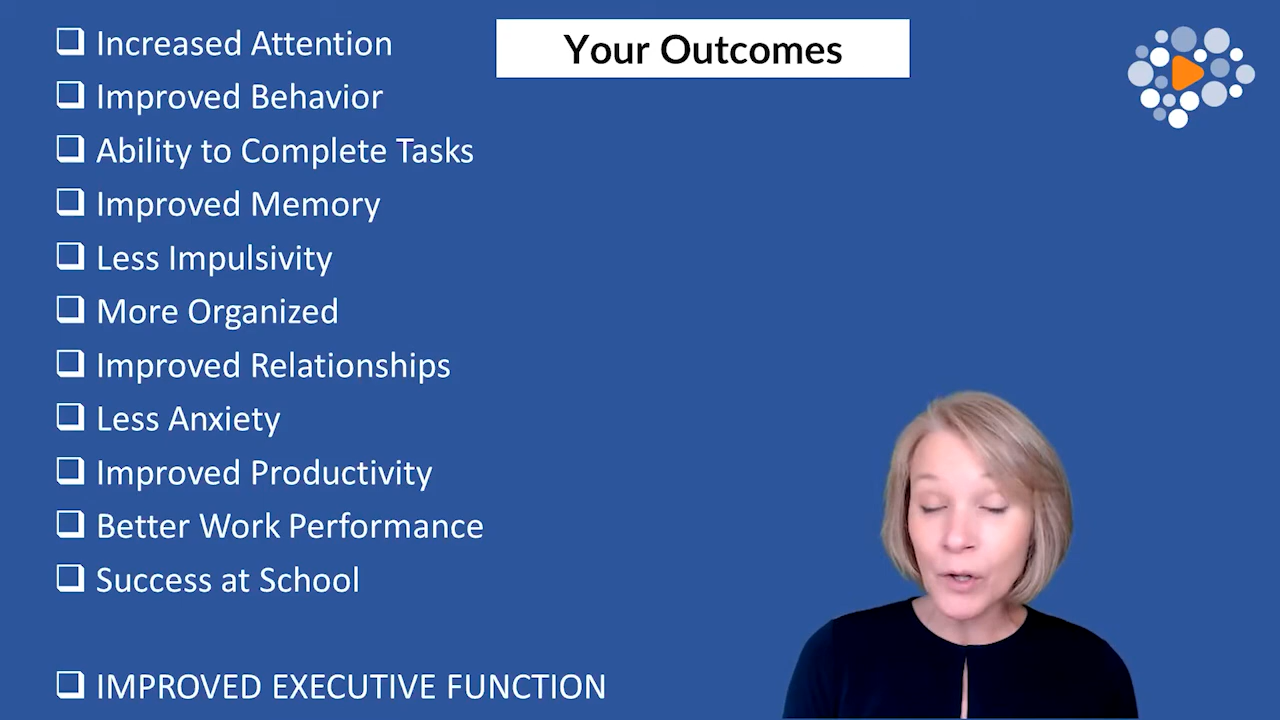 Your Outcomes
Increased Attention
Improved Behavior
Ability to Complete Tasks
Improved Memory
Less Impulsivity
More Organized
Improved Relationships
Less Anxiety
Improved Productivity
Better Work Performance
Success at School
IMPROVED EXECUTIVE FUNCTION